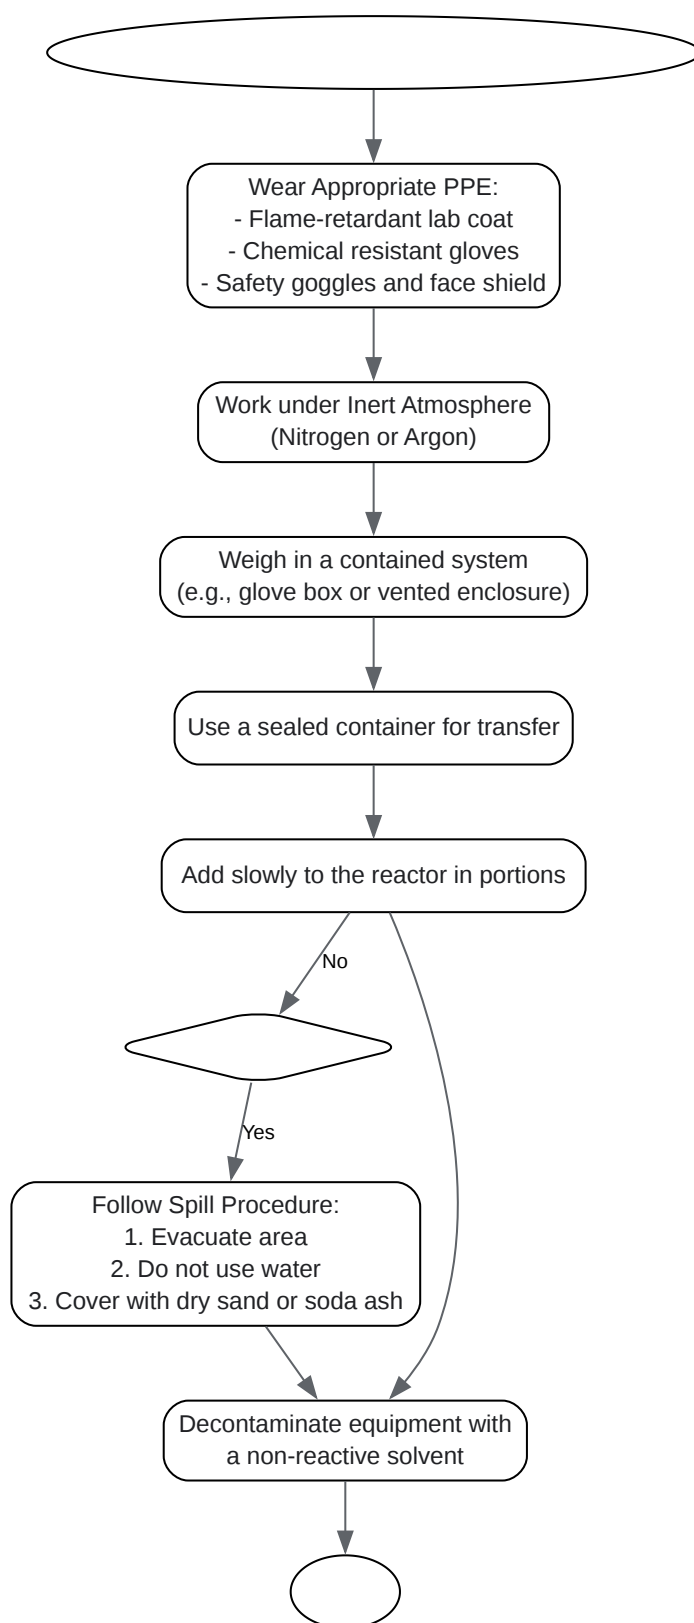 Wear Appropriate PPE:
- Flame-retardant lab coat
- Chemical resistant gloves
- Safety goggles and face shield
Work under Inert Atmosphere
(Nitrogen or Argon)
Weigh in a contained system
(e.g., glove box or vented enclosure)
Use a sealed container for transfer
Add slowly to the reactor in portions
No
Yes
Follow Spill Procedure:
1. Evacuate area
2. Do not use water
3. Cover with dry sand or soda ash
Decontaminate equipment with
a non-reactive solvent